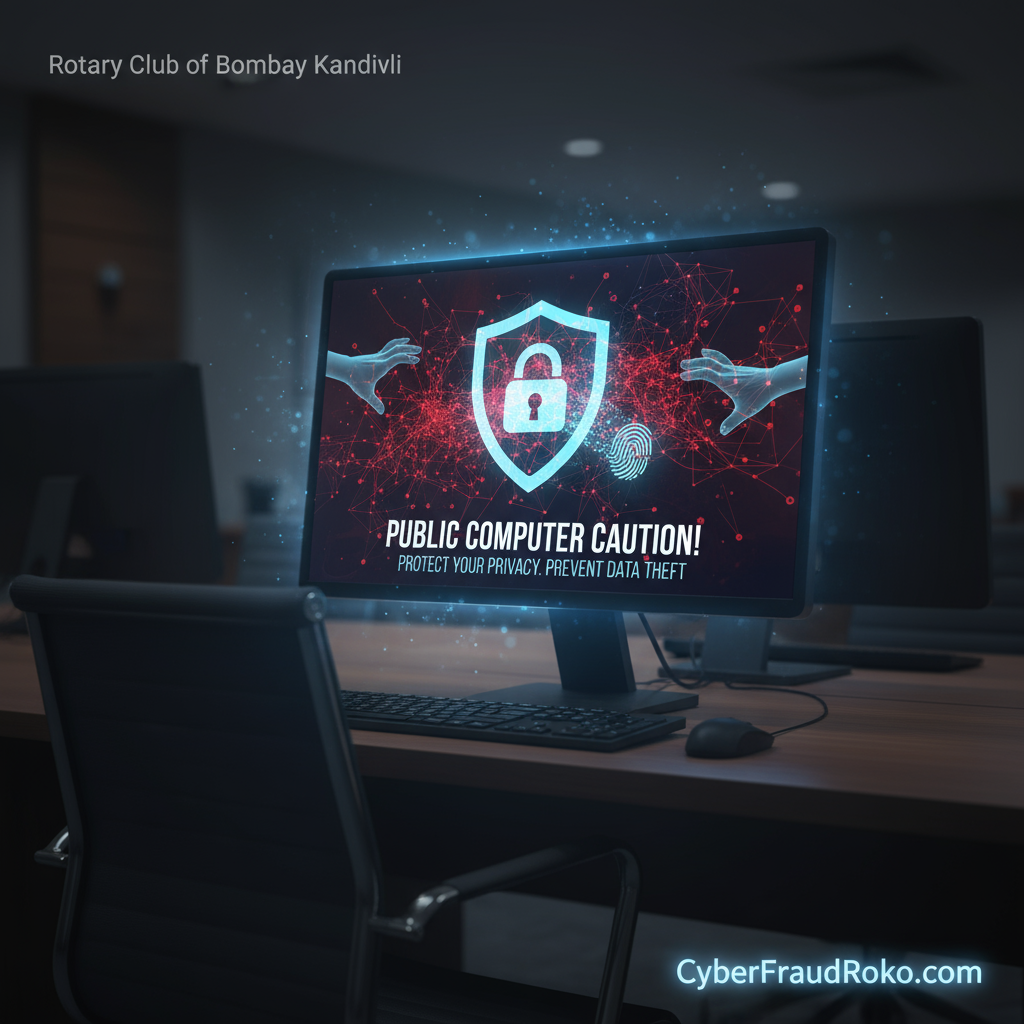 Rotary Club of Bombay Kandivli
PUBLIC COMPUTER CAUTION!
PROTECT YOUR PRIVACY. PREVENT DATA THEFT
CyberFraudRoko.com